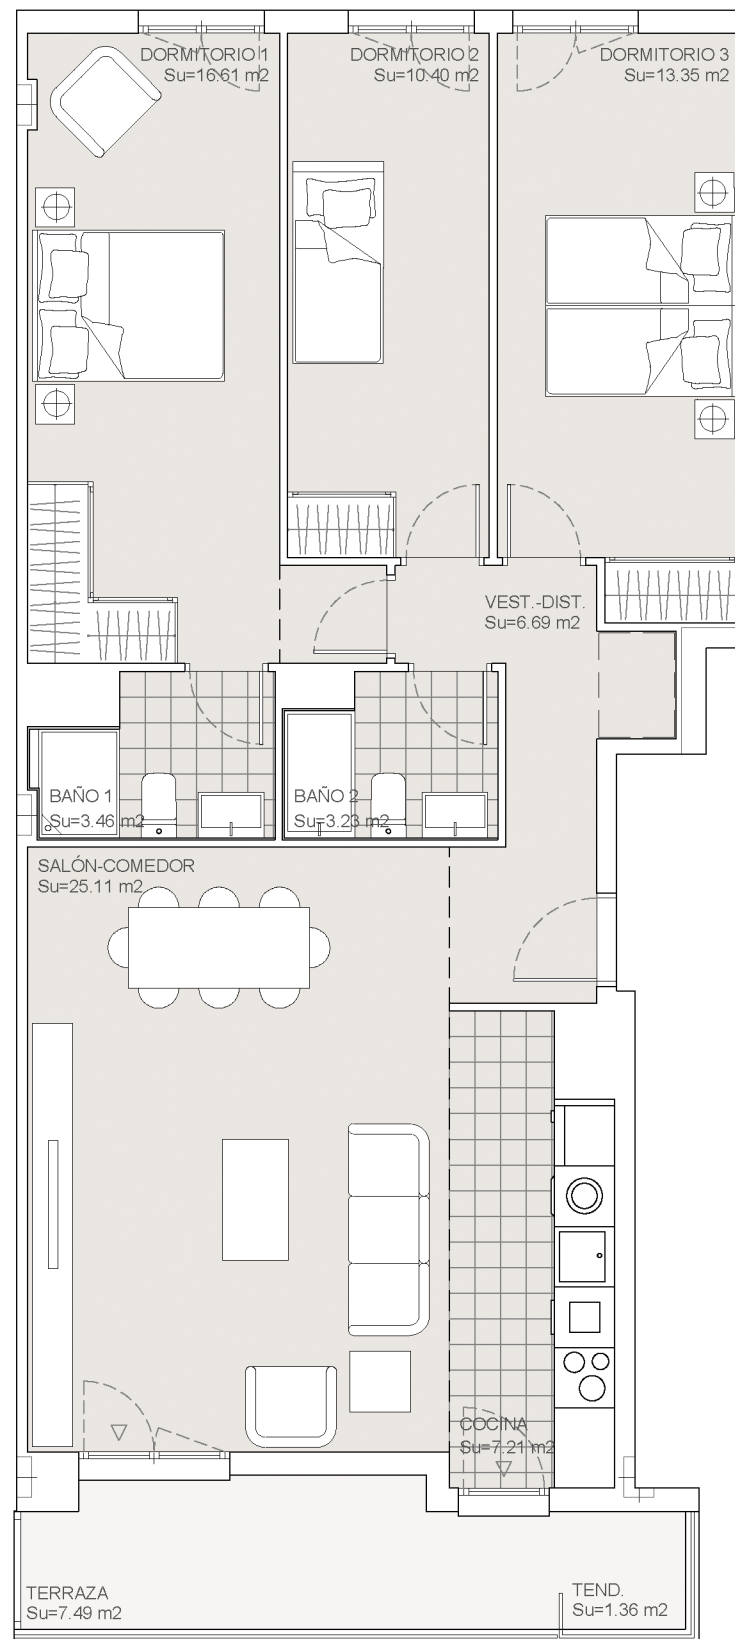 DORMITORIO 1
Su=16.61 m2
DORMITORIO 2
Su=10.40 m2
DORMITORIO 3
Su=13.35 m2
VEST.-DIST.
Su=6.69 m2
BAÑO 1
Su=3.46 m2
BAÑO 2
Su=3.23 m2
SALÓN-COMEDOR
Su=25.11 m2
COCINA
Su=7.21 m2
TERRAZA
Su=7.49 m2
TEND.
Su=1.36 m2